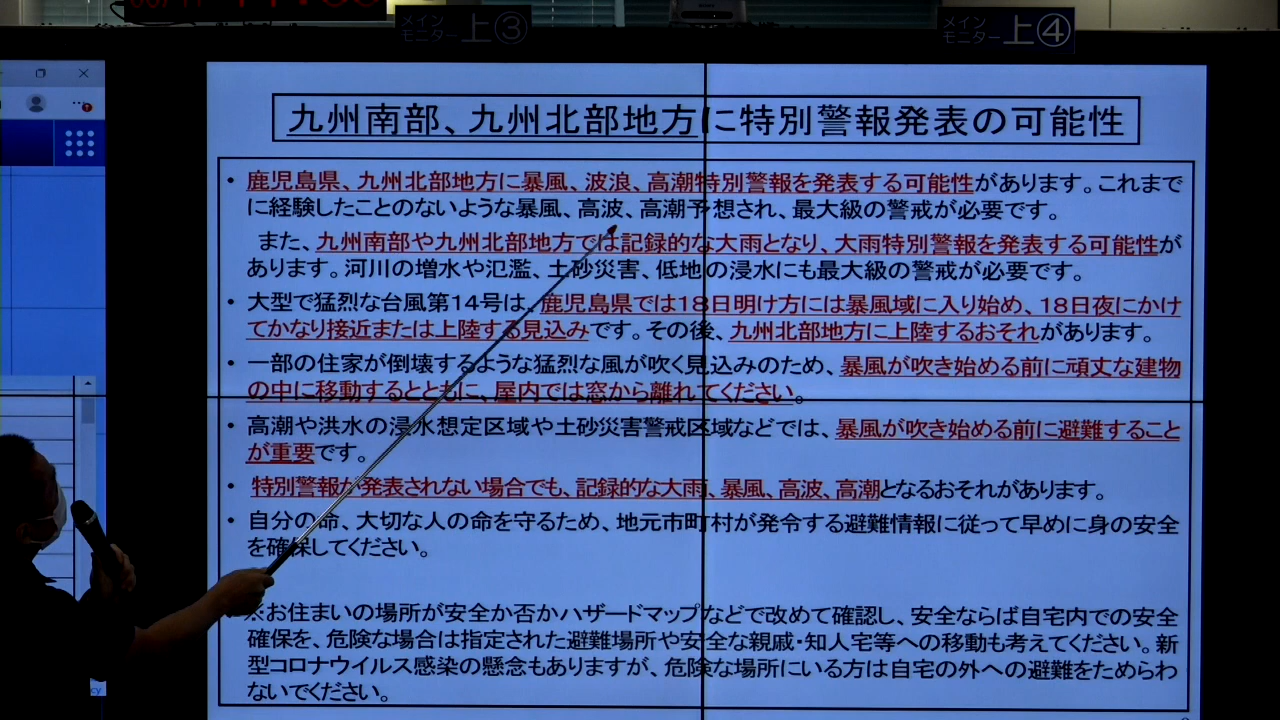 メイン
モニター 上③
メイン
モニター 上④
九州南部、九州北部地方に特別警報発表の可能性
・鹿児島県、九州北部地方に暴風、波浪、高潮特別警報を発表する可能性があります。これまで
に経験したことのないような暴風、高波、高潮予想され、最大級の警戒が必要です。
また、九州南部や九州北部地方では記録的な大雨となり、大雨特別警報を発表する可能性が
あります。河川の増水や氾濫、土砂災害、低地の浸水にも最大級の警戒が必要です。
・大型で猛烈な台風第14号は、鹿児島県では18日明け方には暴風域に入り始め、18日夜にかけ
てかなり接近または上陸する見込みです。その後、九州北部地方に上陸するおそれがあります。
・一部の住家が倒壊するような猛烈な風が吹く見込みのため、暴風が吹き始める前に頑丈な建物
の中に移動するとともに、屋内では窓から離れてください。
・高潮や洪水の浸水想定区域や土砂災害警戒区域などでは、暴風が吹き始める前に避難すること
が重要です。
・特別警報が発表されない場合でも、記録的な大雨、暴風、高波、高潮となるおそれがあります。
・自分の命、大切な人の命を守るため、地元市町村が発令する避難情報に従って早めに身の安全
を確保してください。
※お住まいの場所が安全か否かハザードマップなどで改めて確認し、安全ならば自宅内での安全
確保を、危険な場合は指定された避難場所や安全な親戚・知人宅等への移動も考えてください。新
型コロナウイルス感染の懸念もありますが、危険な場所にいる方は自宅の外への避難をためらわ
ないでください。